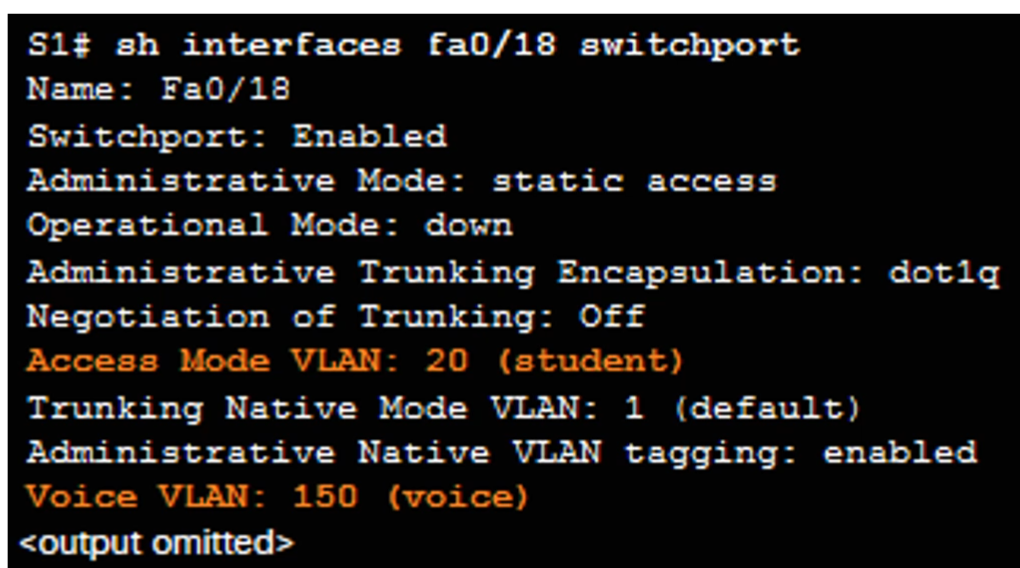 S1# sh interfaces fa0/18 switchport
Name: Fa0/18
Switchport: Enabled
Administrative Mode: static access
Operational Mode: down
Administrative Trunking Encapsulation: dot1q
Negotiation of Trunking: Off
Access Mode VLAN: 20 (student)
Trunking Native Mode VLAN: 1 (default)
Administrative Native VLAN tagging: enabled
Voice VLAN: 150 (voice)
<output omitted>